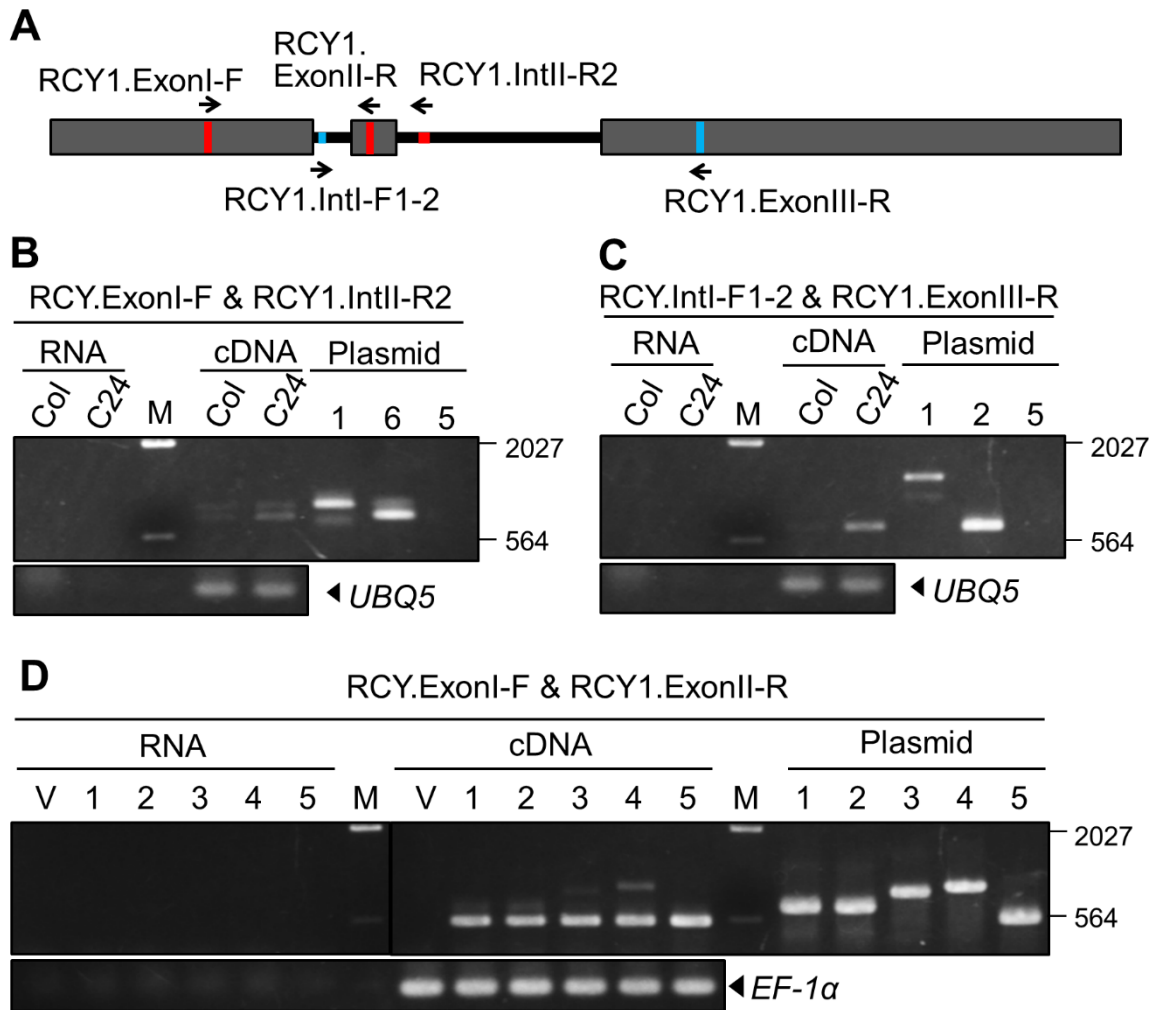 A
RCY1.ExonI-F
RCY1.
ExonII-R
RCY1.IntII-R2
RCY1.IntI-F1-2
RCY1.ExonIII-R
B
RCY.ExonI-F & RCY1.IntII-R2
RNA cDNA Plasmid
Col C24 M Col C24 1 6 5
2027
564
UBQ5
C
RCY.IntI-F1-2 & RCY1.ExonIII-R
RNA cDNA Plasmid
Col C24 M Col C24 1 2 5
2027
564
UBQ5
D
RCY.ExonI-F & RCY1.ExonII-R
RNA cDNA Plasmid
V 1 2 3 4 5 M V 1 2 3 4 5 M 1 2 3 4 5
2027
564
EF-1α